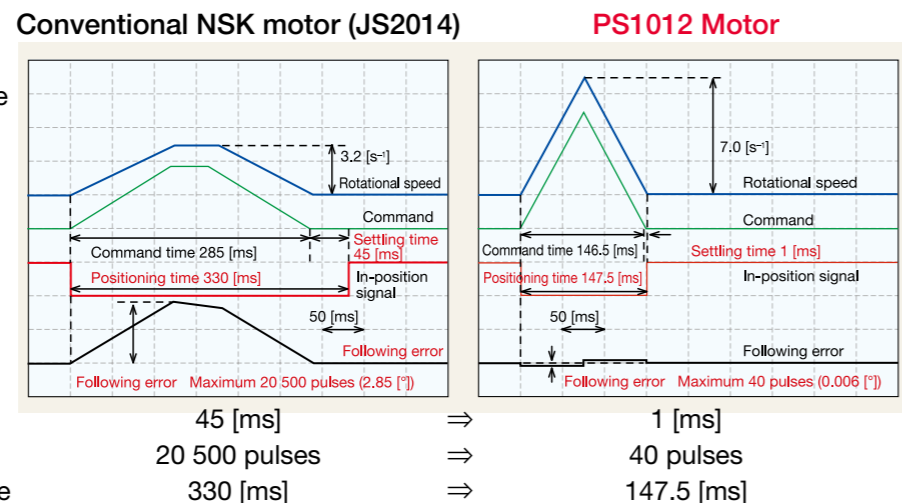 Conventional NSK motor (JS2014)
PS1012 Motor
e
3.2 [s⁻¹]
Rotational speed
Command
Settling time
45 [ms]
Command time 285 [ms]
Positioning time 330 [ms]
In-position
signal
50 [ms]
Following error
Following error Maximum 20 500 pulses (2.85 [°])
7.0 [s⁻¹]
Rotational speed
Command
Command time 146.5 [ms]
Settling time 1 [ms]
Positioning time 147.5 [ms]
In-position signal
50 [ms]
Following error
Following error Maximum 40 pulses (0.006 [°])
45 [ms] ⇒ 1 [ms]
20 500 pulses ⇒ 40 pulses
e 330 [ms] ⇒ 147.5 [ms]